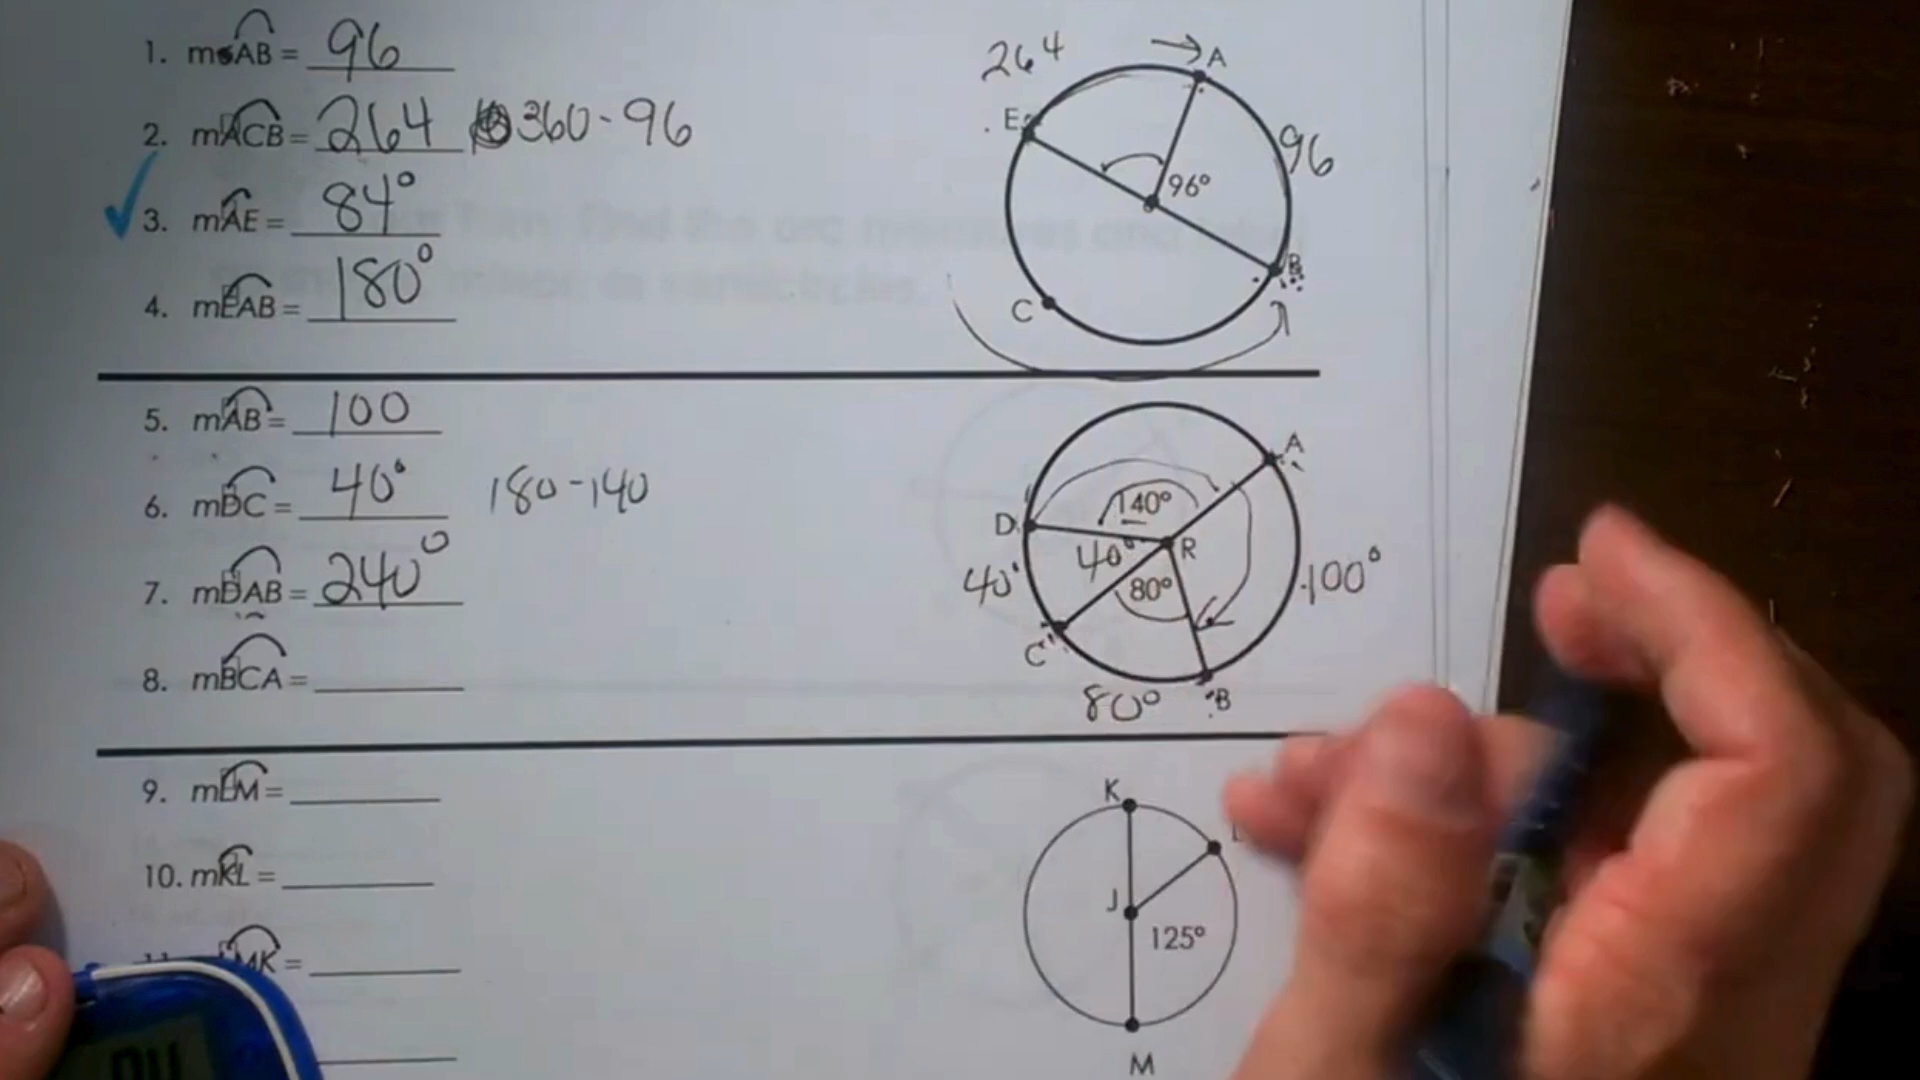 1. mAB = 96
2. mACB = 264 360-96
3. mAE = 84°
4. mEAB = 180°
264
A
E
96
96°
B
C
5. mAB = 100
6. mDC = 40° 180-140
7. mDAB = 240°
8. mBCA =
A
140°
D
R
40°
40°
80°
100°
C
80°
B
9. mLM =
10. mKL =
MK =
K
J
125°
M